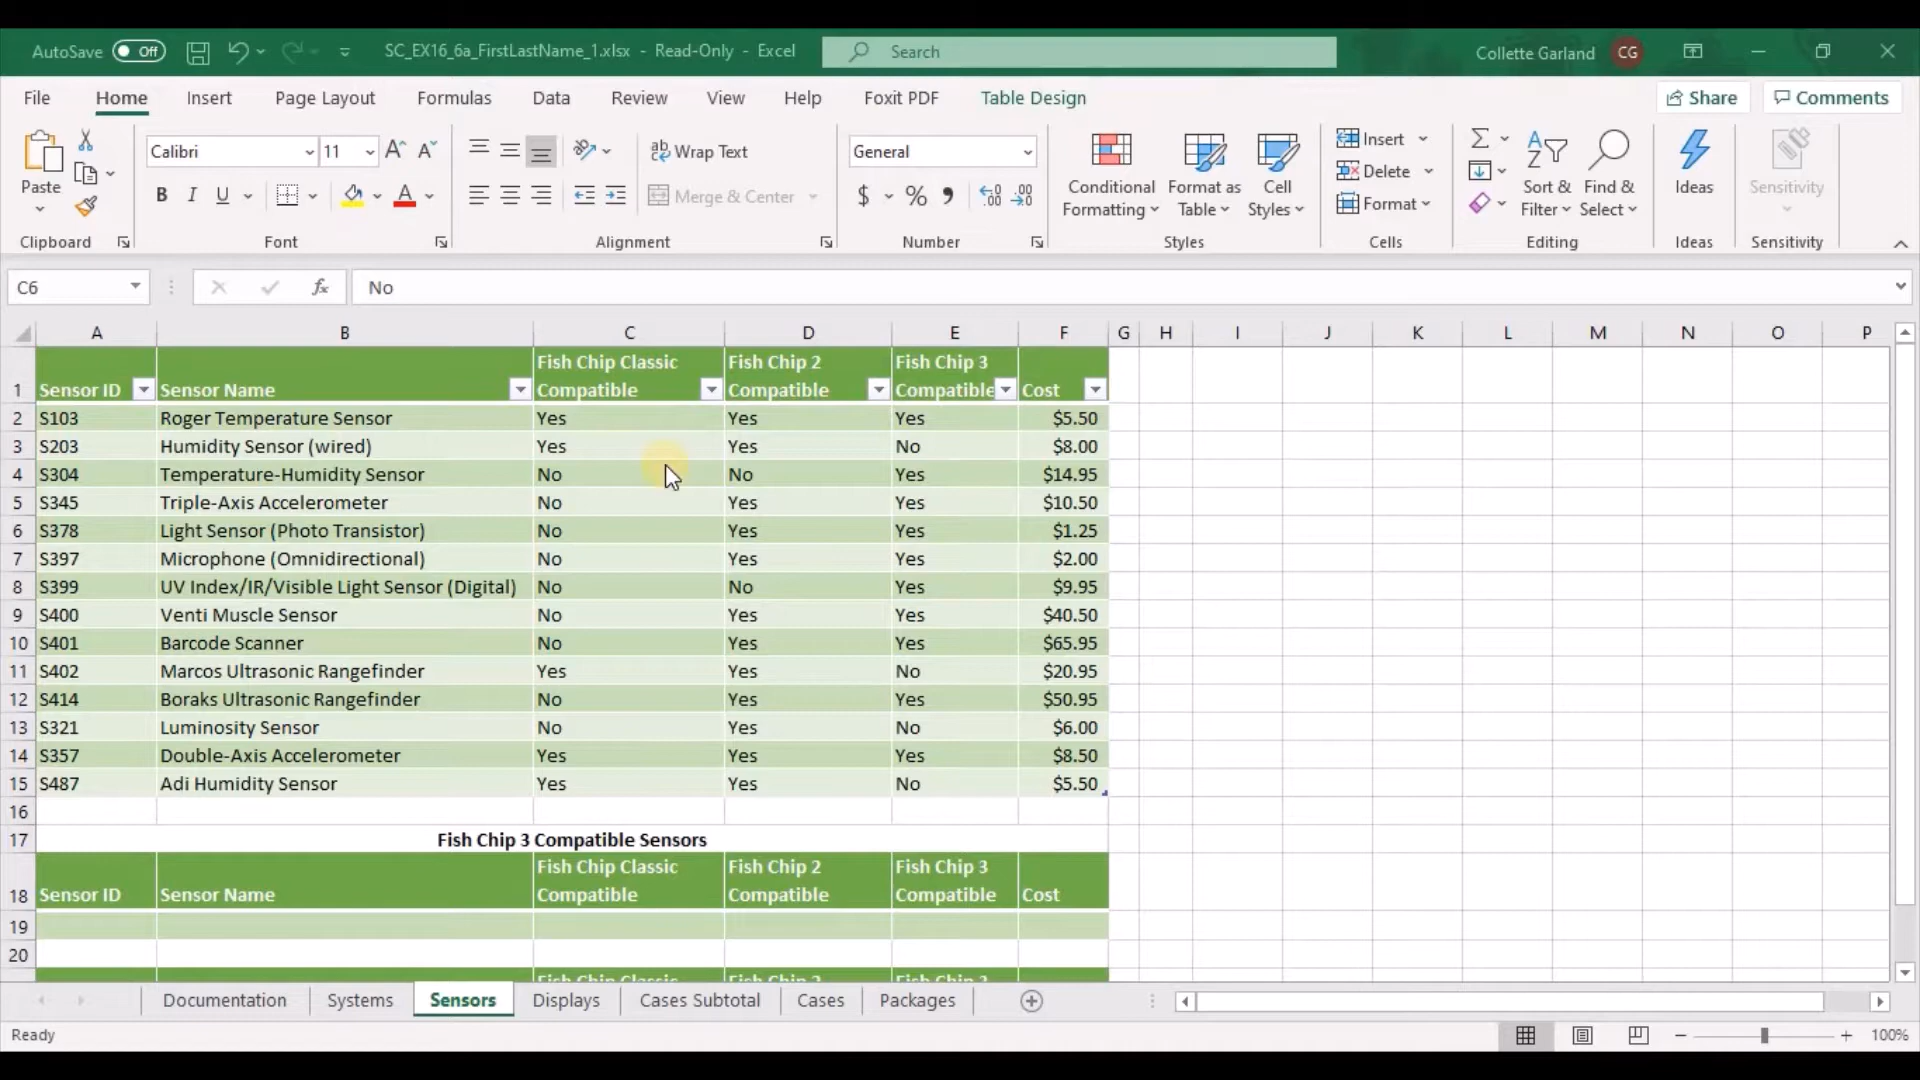 AutoSave Off SC_EX16_6a_FirstLastName_1.xlsx - Read-Only - Excel Search Collette Garland CG
File Home Insert Page Layout Formulas Data Review View Help Foxit PDF Table Design Share Comments
Paste Calibri 11 A A ab Wrap Text General Conditional Formatting Format as Table Cell Styles Insert Delete Format Sort & Filter Find & Select Ideas Sensitivity
B I U A Merge & Center $ % 9
Clipboard Font Alignment Number Styles Cells Editing Ideas Sensitivity
C6 fx No
A B C D E F G H I J K L M N O P
1 Sensor ID Sensor Name Fish Chip Classic Compatible Fish Chip 2 Compatible Fish Chip 3 Compatible Cost
2 S103 Roger Temperature Sensor Yes Yes Yes $5.50
3 S203 Humidity Sensor (wired) Yes Yes No $8.00
4 S304 Temperature-Humidity Sensor No No Yes $14.95
5 S345 Triple-Axis Accelerometer No Yes Yes $10.50
6 S378 Light Sensor (Photo Transistor) No Yes Yes $1.25
7 S397 Microphone (Omnidirectional) No Yes Yes $2.00
8 S399 UV Index/IR/Visible Light Sensor (Digital) No No Yes $9.95
9 S400 Venti Muscle Sensor No Yes Yes $40.50
10 S401 Barcode Scanner No Yes Yes $65.95
11 S402 Marcos Ultrasonic Rangefinder Yes Yes No $20.95
12 S414 Boraks Ultrasonic Rangefinder No Yes Yes $50.95
13 S321 Luminosity Sensor No Yes No $6.00
14 S357 Double-Axis Accelerometer Yes Yes Yes $8.50
15 S487 Adi Humidity Sensor Yes Yes No $5.50
16
17 Fish Chip 3 Compatible Sensors
18 Sensor ID Sensor Name Fish Chip Classic Compatible Fish Chip 2 Compatible Fish Chip 3 Compatible Cost
19
20
Fish Chip Classic Fish Chip 2 Fish Chip 3
Documentation Systems Sensors Displays Cases Subtotal Cases Packages
Ready 100%